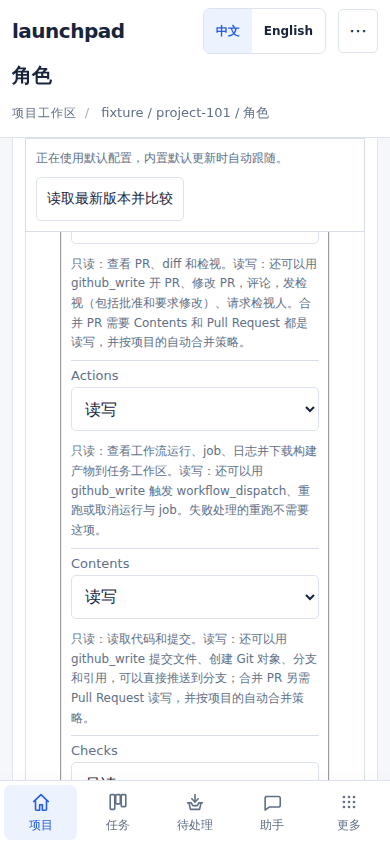 launchpad
中文
English
...
角色
项目工作区 / fixture / project-101 / 角色
正在使用默认配置，内置默认更新时自动跟随。
读取最新版本并比较
只读：查看 PR、diff 和检视。读写：还可以用
github_write 开 PR、修改 PR，评论，发检
视（包括批准和要求修改）、请求检视人。合
并 PR 需要 Contents 和 Pull Request 都是
读写，并按项目的自动合并策略。
Actions
读写
只读：查看工作流运行、job、日志并下载构建
产物到任务工作区。读写：还可以用
github_write 触发 workflow_dispatch、重
跑或取消运行与 job。失败处理的重跑不需要
这项。
Contents
读写
只读：读取代码和提交。读写：还可以用
github_write 提交文件、创建 Git 对象、分支
和引用，可以直接推送到分支；合并 PR 另需
Pull Request 读写，并按项目的自动合并策
略。
Checks
项目
任务
待处理
助手
更多